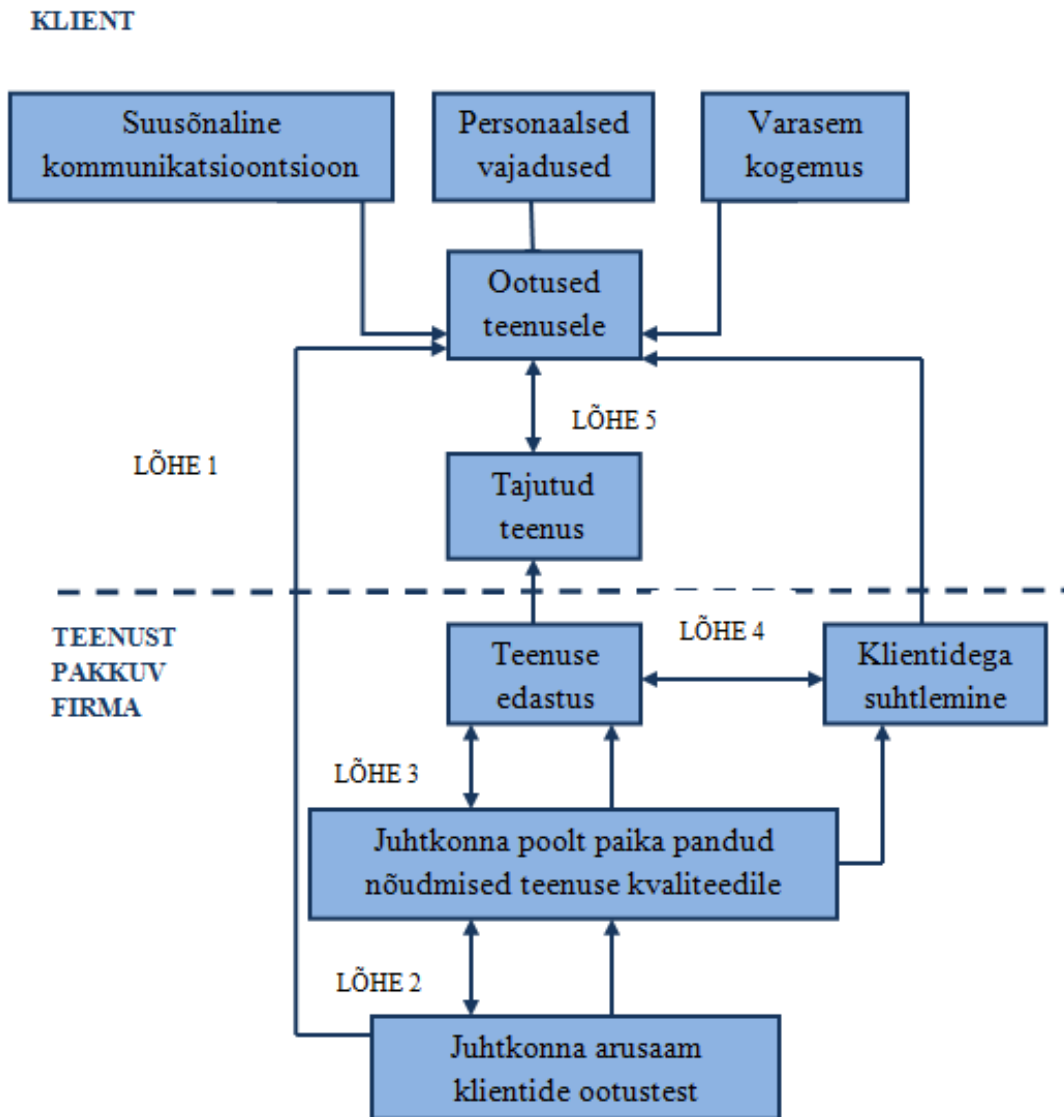 KLIENT
Suusõnaline
kommunikatsioontsioon
Personaalsed
vajadused
Varasem
kogemus
Ootused
teenusele
LÕHE 5
LÕHE 1
Tajutud
teenus
TEENUST
PAKKUV
FIRMA
Teenuse
edastus
LÕHE 4
Klientidega
suhtlemine
LÕHE 3
Juhtkonna poolt paika pandud
nõudmised teenuse kvaliteedile
LÕHE 2
Juhtkonna arusaam
klientide ootustest